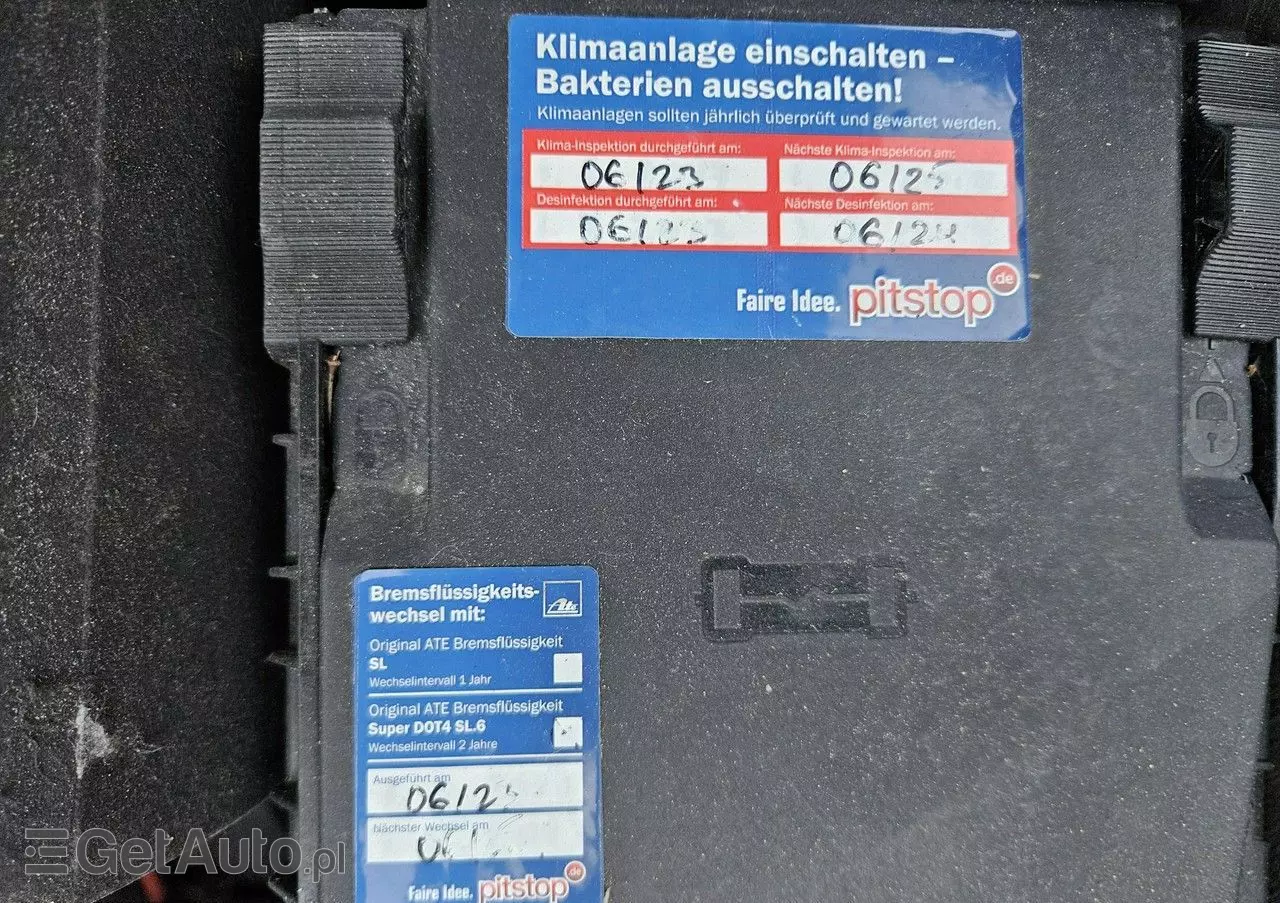 Klimaanlage einschalten –
Bakterien ausschalten!
Klimaanlagen sollten jährlich überprüft und gewartet werden.
Klima-Inspektion durchgeführt am: Nächste Klima-Inspektion am:
06/23 06/25
Desinfektion durchgeführt am: Nächste Desinfektion am:
06/23 06/24
Faire Idee. pitstop.de
Bremsflüssigkeits-
wechsel mit: Ate
Original ATE Bremsflüssigkeit
SL
Wechselintervall 1 Jahr
Original ATE Bremsflüssigkeit
Super DOT4 SL.6
Wechselintervall 2 Jahre
Ausgeführt am
Nächster Wechsel am
Faire Idee. pitstop.de
GetAuto.pl